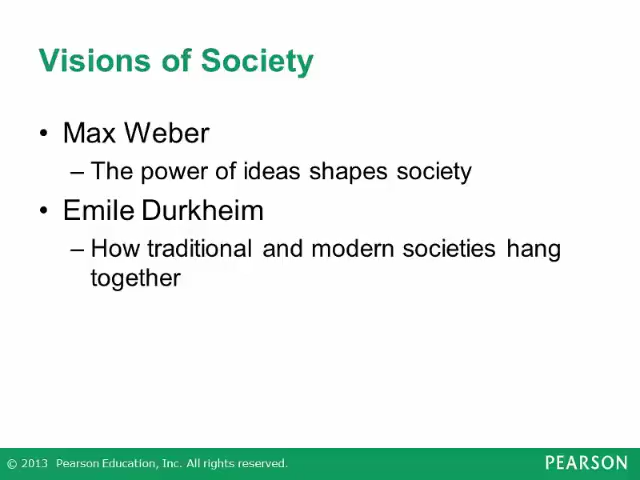 Visions of Society
• Max Weber
– The power of ideas shapes society
• Emile Durkheim
– How traditional and modern societies hang
together
© 2013 Pearson Education, Inc. All rights reserved.
PEARSON